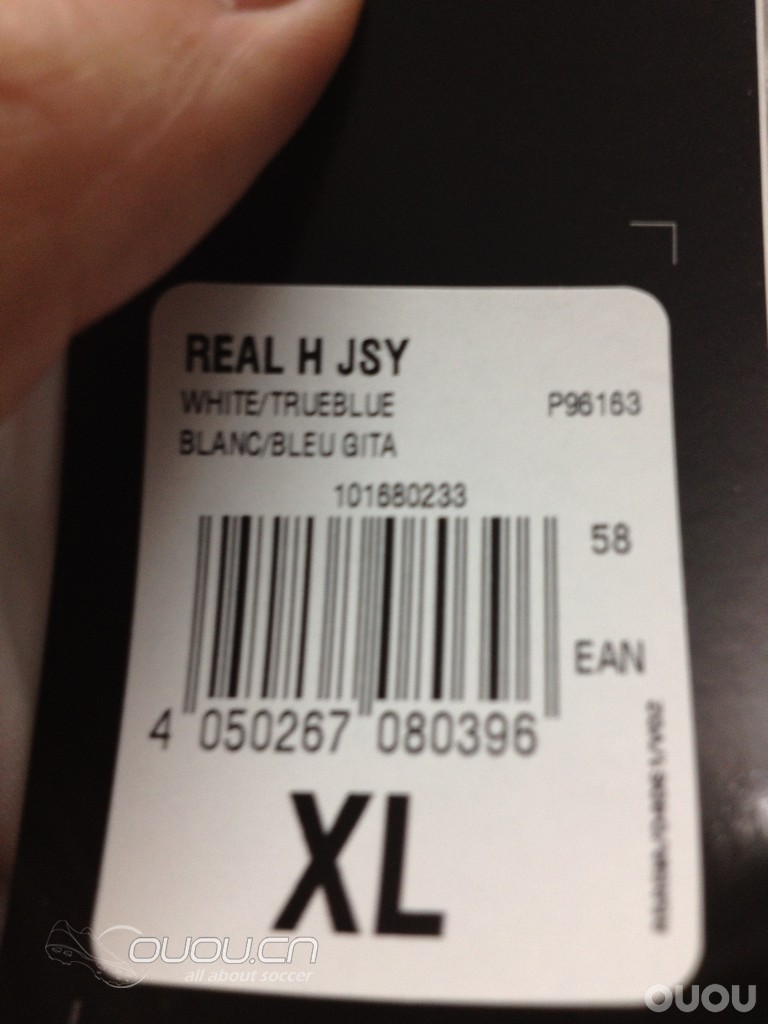 REAL H JSY
WHITE/TRUEBLUE P96163
BLANC/BLEU GITA
101680233
58
EAN
4 050267 080396
XL
ouou.cn
all about soccer
OUOU